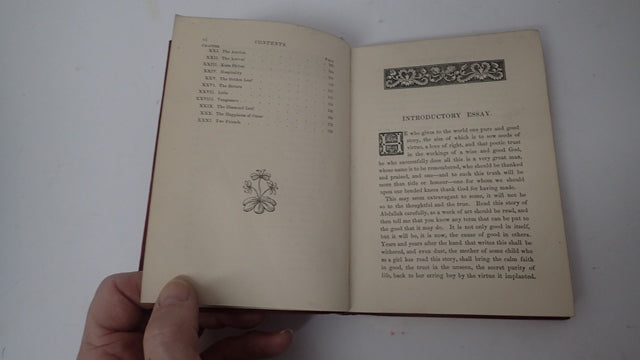 vi
CONTENTS
CHAPTER
PAGE
XXI. The Auction
XXII. The Arrival
XXIII.
XXIV. Hospitality
XXV. The Golden Leaf
XXVI. The Return
XXVII. Leila
XXVIII. Vengeance
XXIX. The Diamond Leaf
XXX. The Happiness of Omar
XXXI. Two Friends
INTRODUCTORY ESSAY.
HE who gives to the world one pure and good
story, the aim of which is to sow seeds of
virtue, a love of right, and that poetic trust
in the workings of a wise and good God,
he who successfully does all this is a very great man,
whose name is to be remembered, who should be thanked
and praised, and one—and to such this truth will be
more than title or honour—one for whom we should
upon our bended knees thank God for having made.
This may seem extravagant to some, it will not be
so to the thoughtful and the true. Read this story of
Abdallah carefully, as a work of art should be read, and
then tell me that you know any term that can be put to
the good that it may do. It is not only good in itself,
but it will be, it is now, the cause of good in others.
Years and years after the hand that writes this shall be
withered, and even dust, the mother of some child who
as a girl has read this story, shall bring the calm faith
in good, the trust in the unseen, the secret purity of
life, back to her erring boy by the virtue it implanted.